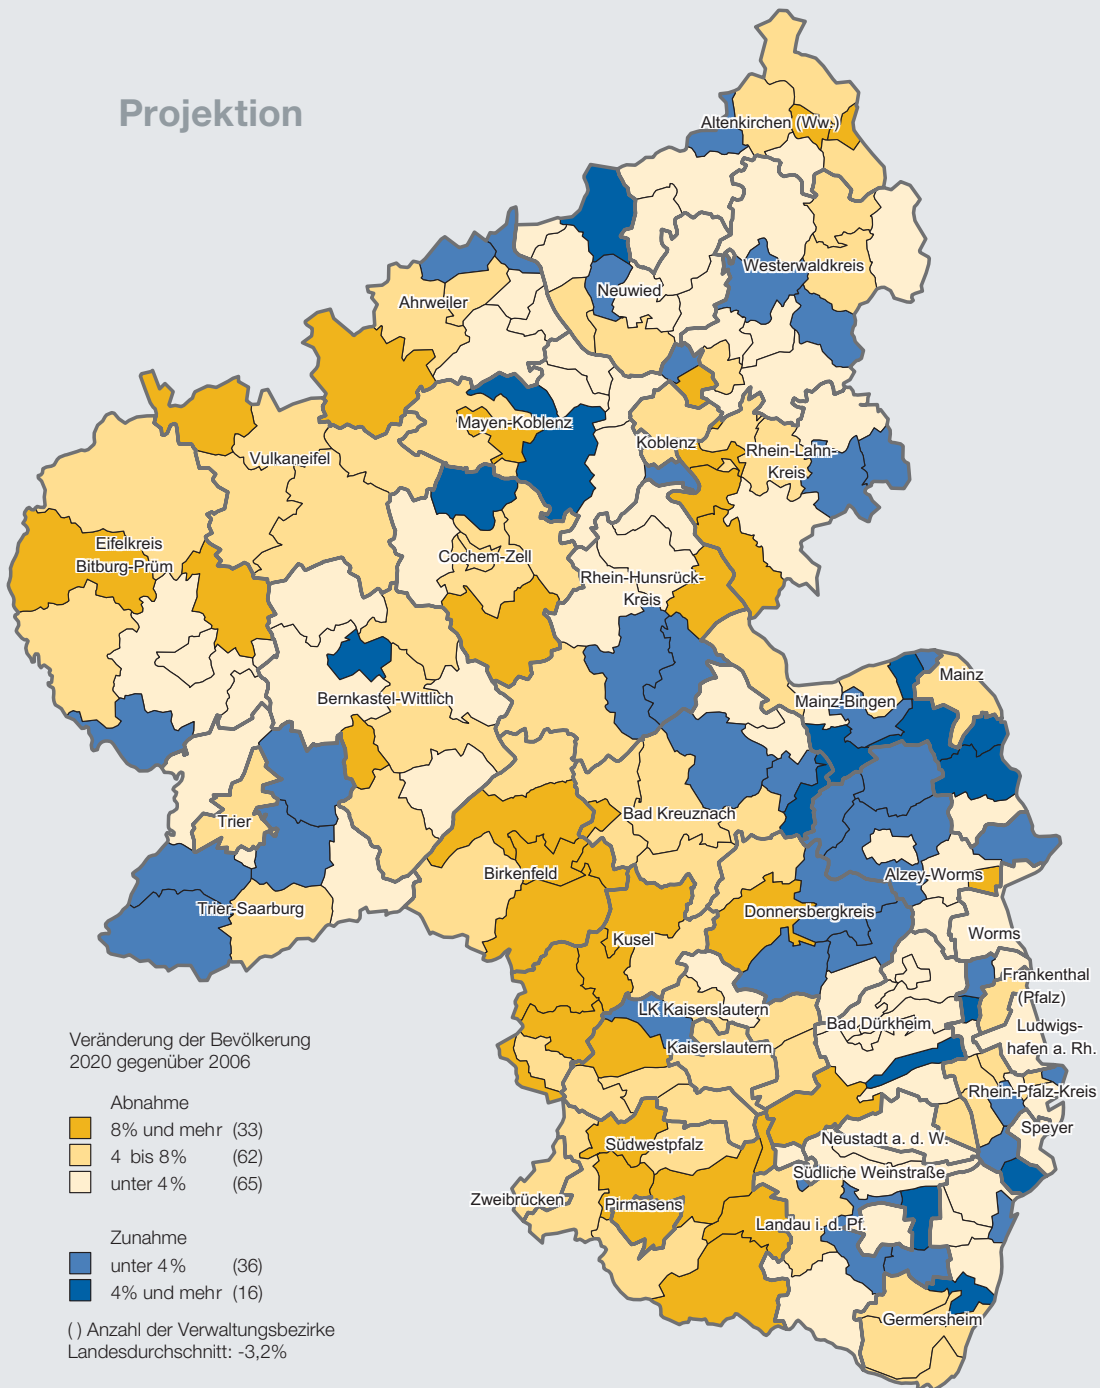 Projektion
Altenkirchen (Ww.)
Westerwaldkreis
Neuwied
Ahrweiler
Mayen-Koblenz
Koblenz
Rhein-Lahn-
Kreis
Vulkaneifel
Eifelkreis
Bitburg-Prüm
Cochem-Zell
Rhein-Hunsrück-
Kreis
Mainz
Mainz-Bingen
Bernkastel-Wittlich
Bad Kreuznach
Trier
Birkenfeld
Alzey-Worms
Trier-Saarburg
Donnersbergkreis
Kusel
Worms
Frankenthal
(Pfalz)
LK Kaiserslautern
Bad Dürkheim
Ludwigs-
hafen a. Rh.
Kaiserslautern
Rhein-Pfalz-Kreis
Speyer
Neustadt a. d. W.
Südwestpfalz
Südliche Weinstraße
Zweibrücken
Pirmasens
Landau i. d. Pf.
Germersheim
Veränderung der Bevölkerung
2020 gegenüber 2006
Abnahme
8% und mehr (33)
4 bis 8% (62)
unter 4% (65)
Zunahme
unter 4% (36)
4% und mehr (16)
( ) Anzahl der Verwaltungsbezirke
Landesdurchschnitt: -3,2%